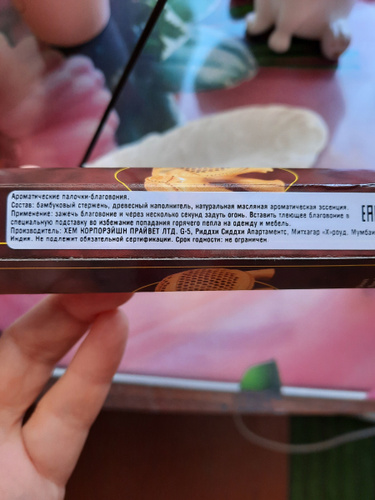 Ароматические палочки-благовония.
Состав: бамбуковый стержень, древесный наполнитель, натуральная масляная ароматическая эссенция.
Применение: зажечь благовоние и через несколько секунд задуть огонь. Вставить тлеющее благовоние в
специальную подставку во избежание попадания горячего пепла на одежду и мебель.
Производитель: ХЕМ КОРПОРЭЙШН ПРАЙВЕТ ЛТД. G-5, Риддхи Сиддхи Апартаментс, Митхагар «Х-роуд. Мумбаи
Индия. Не подлежит обязательной сертификации. Срок годности: не ограничен.
EAC